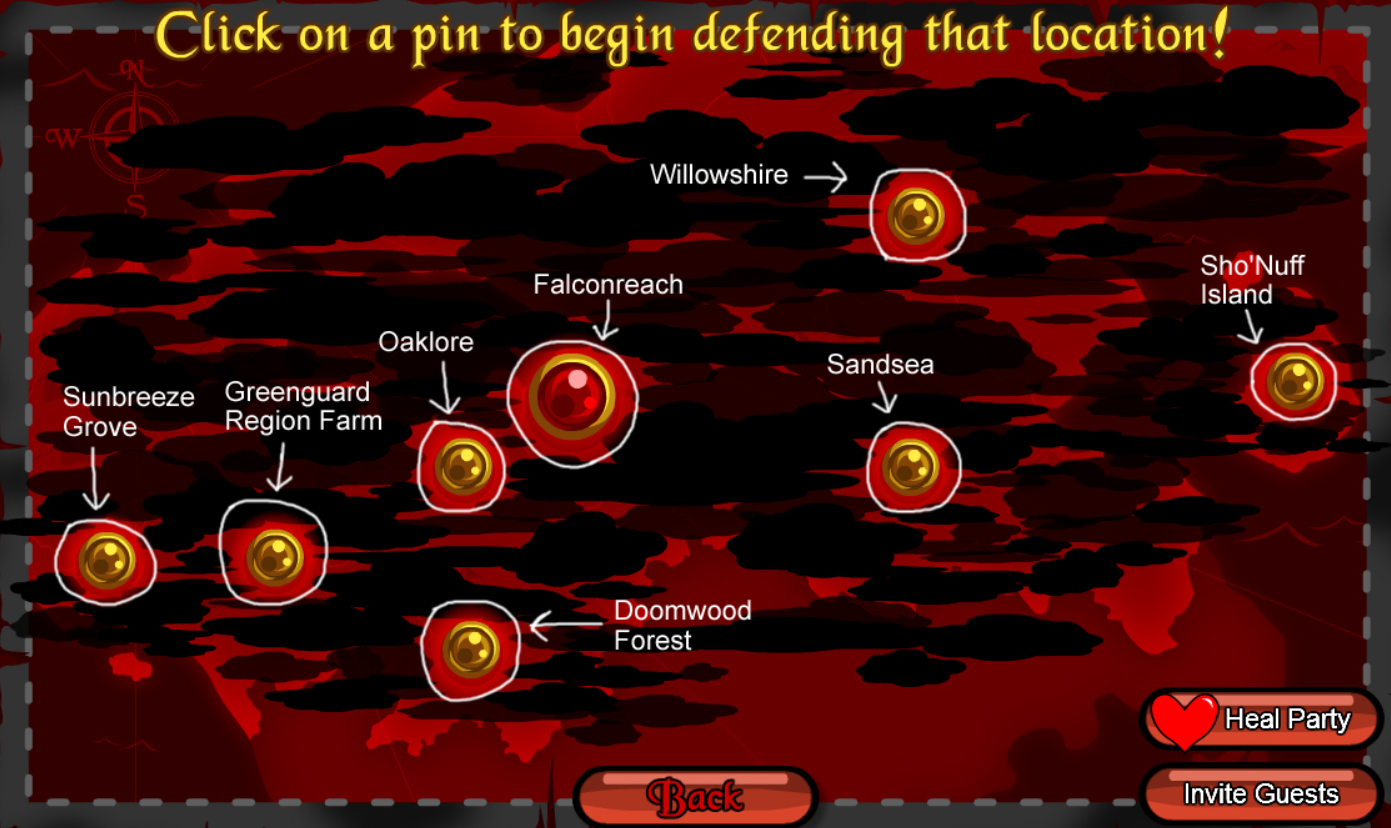 Click on a pin to begin defending that location!
N
W
S
Willowshire
Sho'Nuff
Island
Falconreach
Oaklore
Sandsea
Sunbreeze
Grove
Greenguard
Region Farm
Doomwood
Forest
Heal Party
Back
Invite Guests